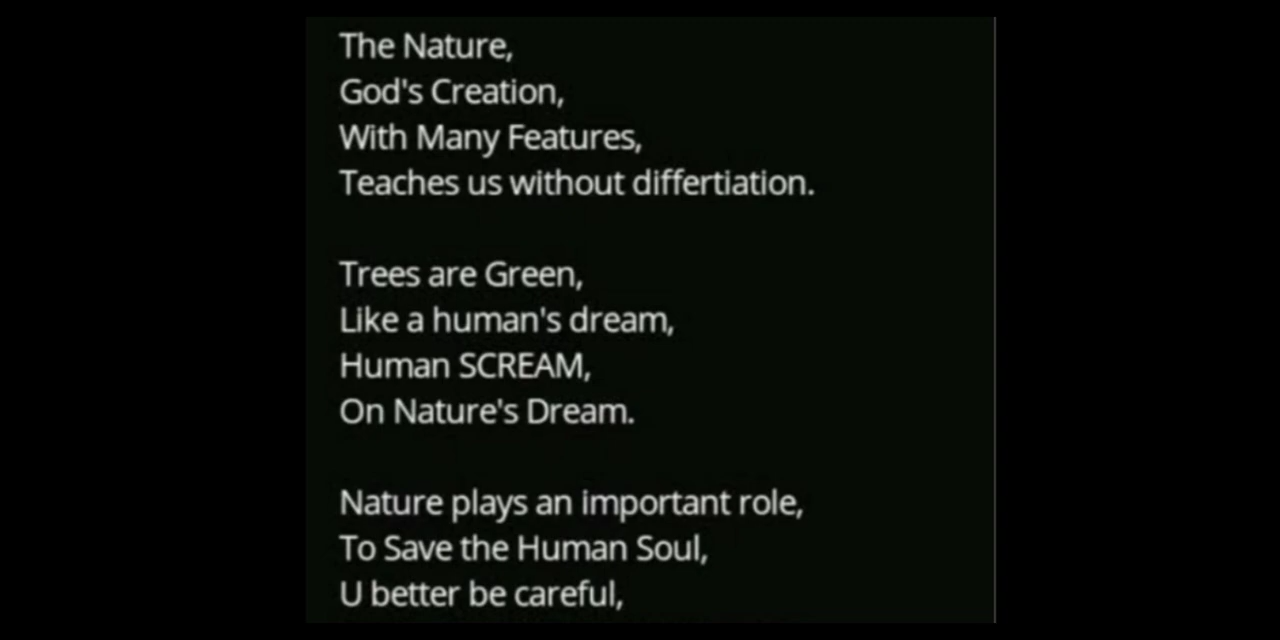 The Nature,
God's Creation,
With Many Features,
Teaches us without differtiation.
Trees are Green,
Like a human's dream,
Human SCREAM,
On Nature's Dream.
Nature plays an important role,
To Save the Human Soul,
U better be careful,